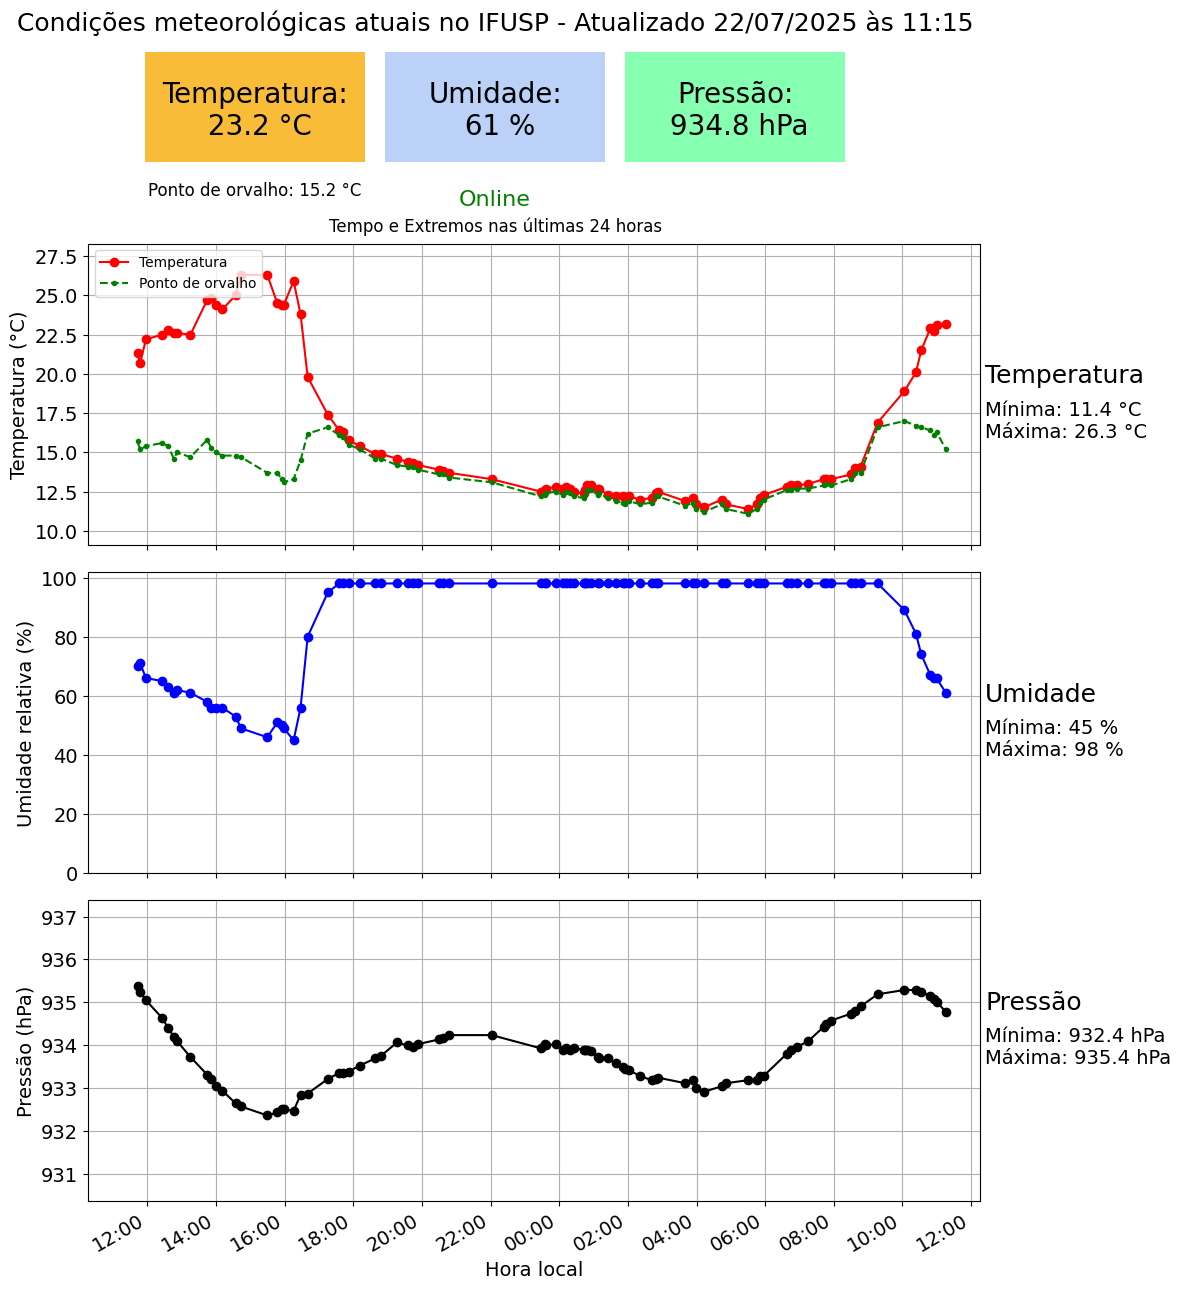 Condições meteorológicas atuais no IFUSP - Atualizado 22/07/2025 às 11:15
Temperatura:
23.2 °C
Umidade:
61 %
Pressão:
934.8 hPa
Ponto de orvalho: 15.2 °C
Online
Tempo e Extremos nas últimas 24 horas
Temperatura (°C)
27.5
25.0
22.5
20.0
17.5
15.0
12.5
10.0
Temperatura
Ponto de orvalho
Temperatura
Mínima: 11.4 °C
Máxima: 26.3 °C
Umidade relativa (%)
100
80
60
40
20
0
Umidade
Mínima: 45 %
Máxima: 98 %
Pressão (hPa)
937
936
935
934
933
932
931
Pressão
Mínima: 932.4 hPa
Máxima: 935.4 hPa
12:00 14:00 16:00 18:00 20:00 22:00 00:00 02:00 04:00 06:00 08:00 10:00 12:00
Hora local